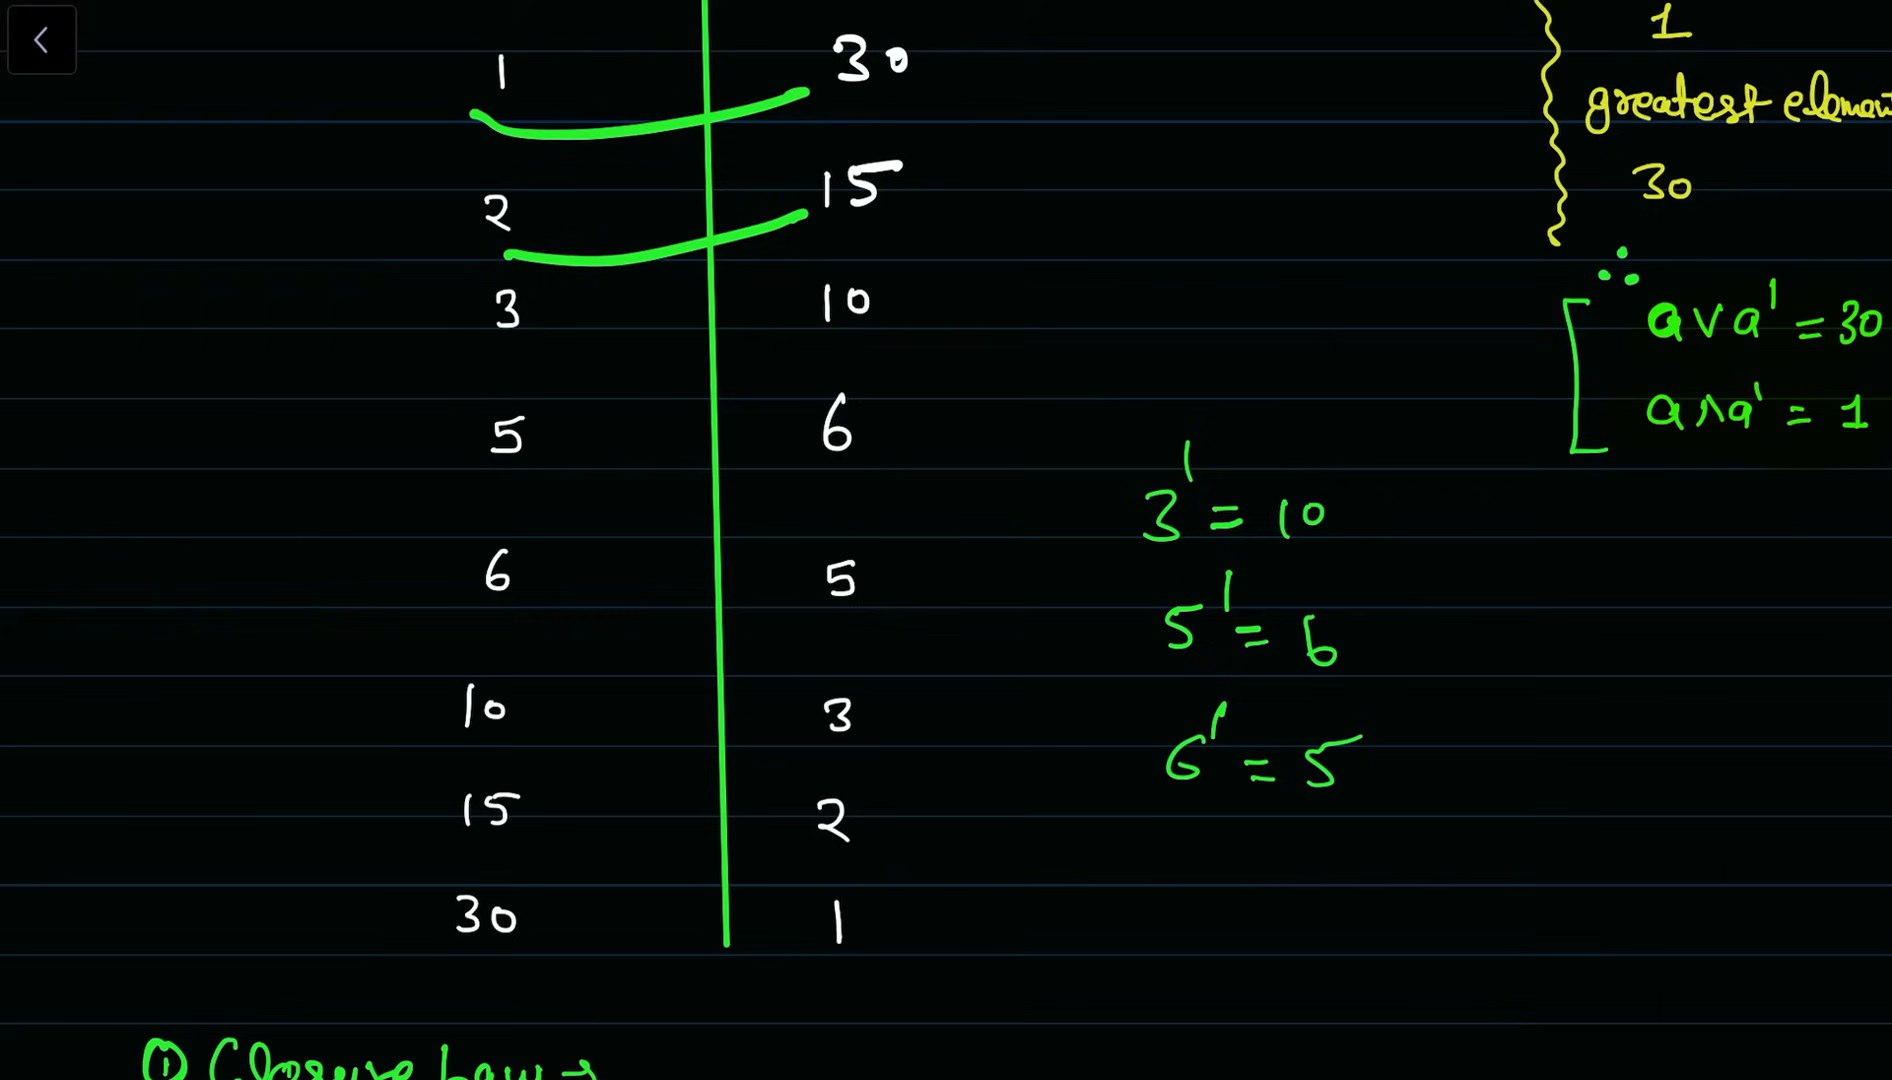 1 30
2 15
3 10
5 6
6 5
10 3
15 2
30 1
1
greatest element
30
∴ a∨a' = 30
a∧a' = 1
3' = 10
5' = 6
6' = 5
① Closure Law →